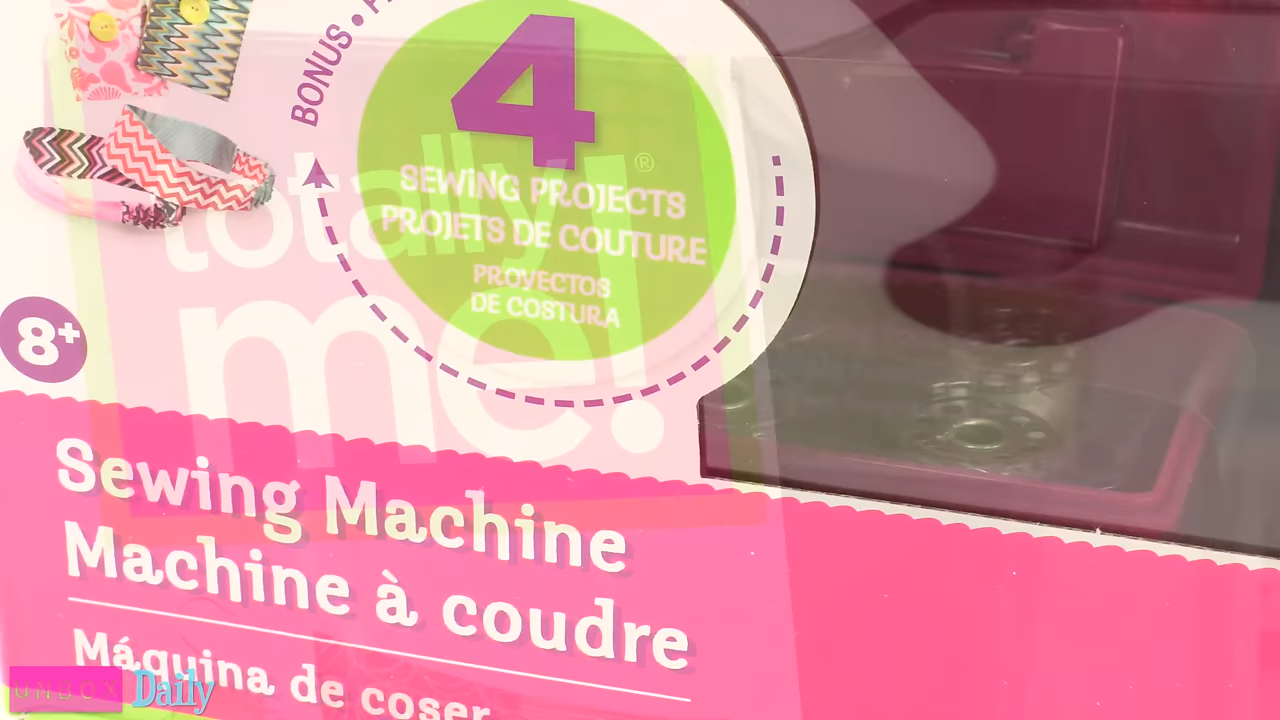 BONUS •
4
SEWING PROJECTS
PROJETS DE COUTURE
PROYECTOS
DE COSTURA
totally
me!
®
8+
Sewing Machine
Machine à coudre
Máquina de coser
UNBOX Daily